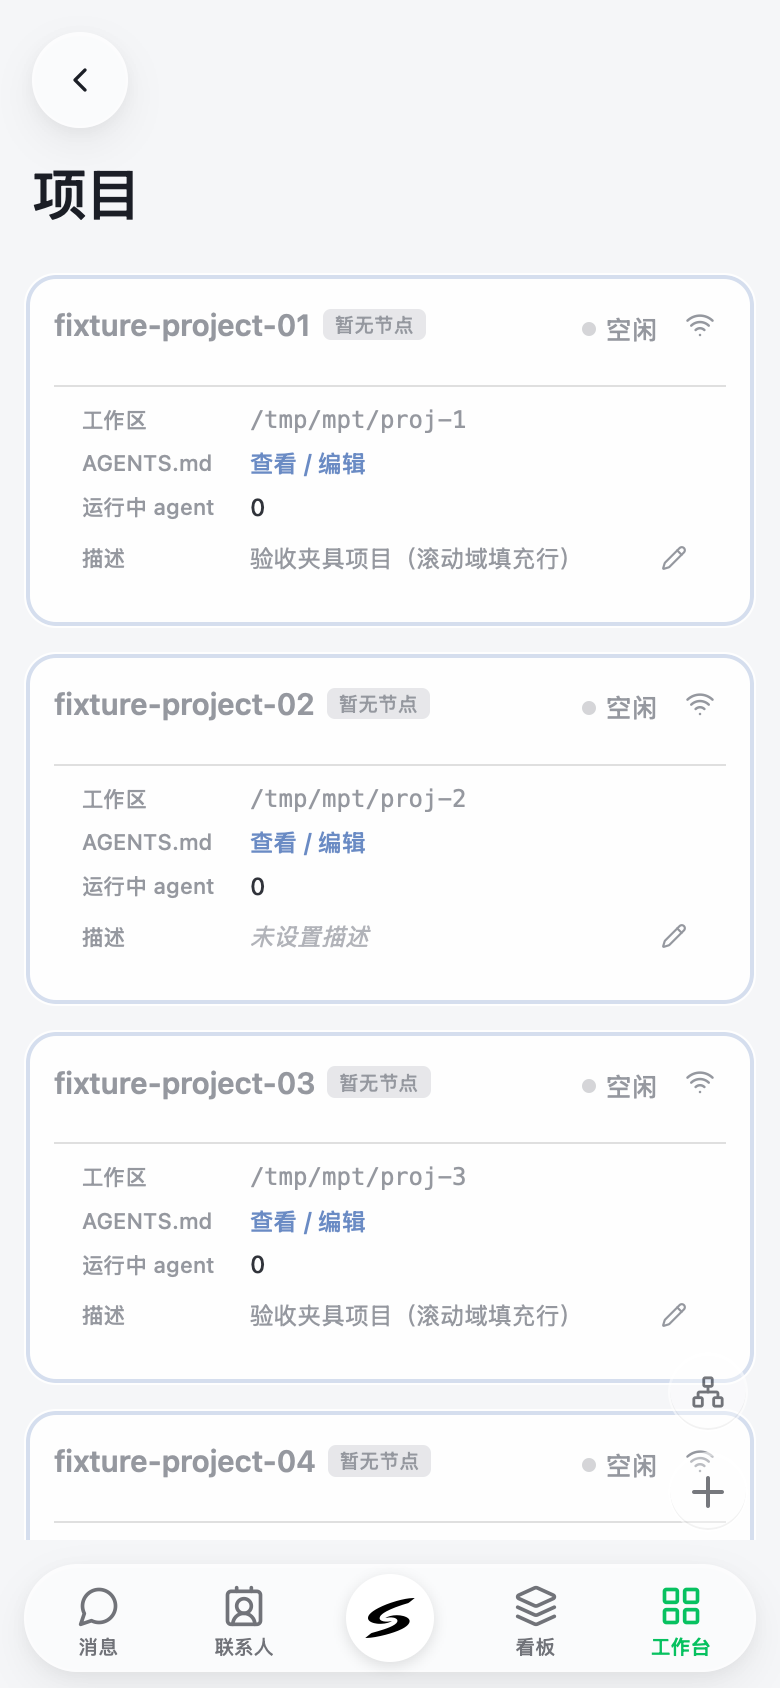 项目
fixture-project-01 暂无节点 空闲
工作区 /tmp/mpt/proj-1
AGENTS.md 查看 / 编辑
运行中 agent 0
描述 验收夹具项目（滚动域填充行）
fixture-project-02 暂无节点 空闲
工作区 /tmp/mpt/proj-2
AGENTS.md 查看 / 编辑
运行中 agent 0
描述 未设置描述
fixture-project-03 暂无节点 空闲
工作区 /tmp/mpt/proj-3
AGENTS.md 查看 / 编辑
运行中 agent 0
描述 验收夹具项目（滚动域填充行）
fixture-project-04 暂无节点 空闲
消息 联系人 看板 工作台